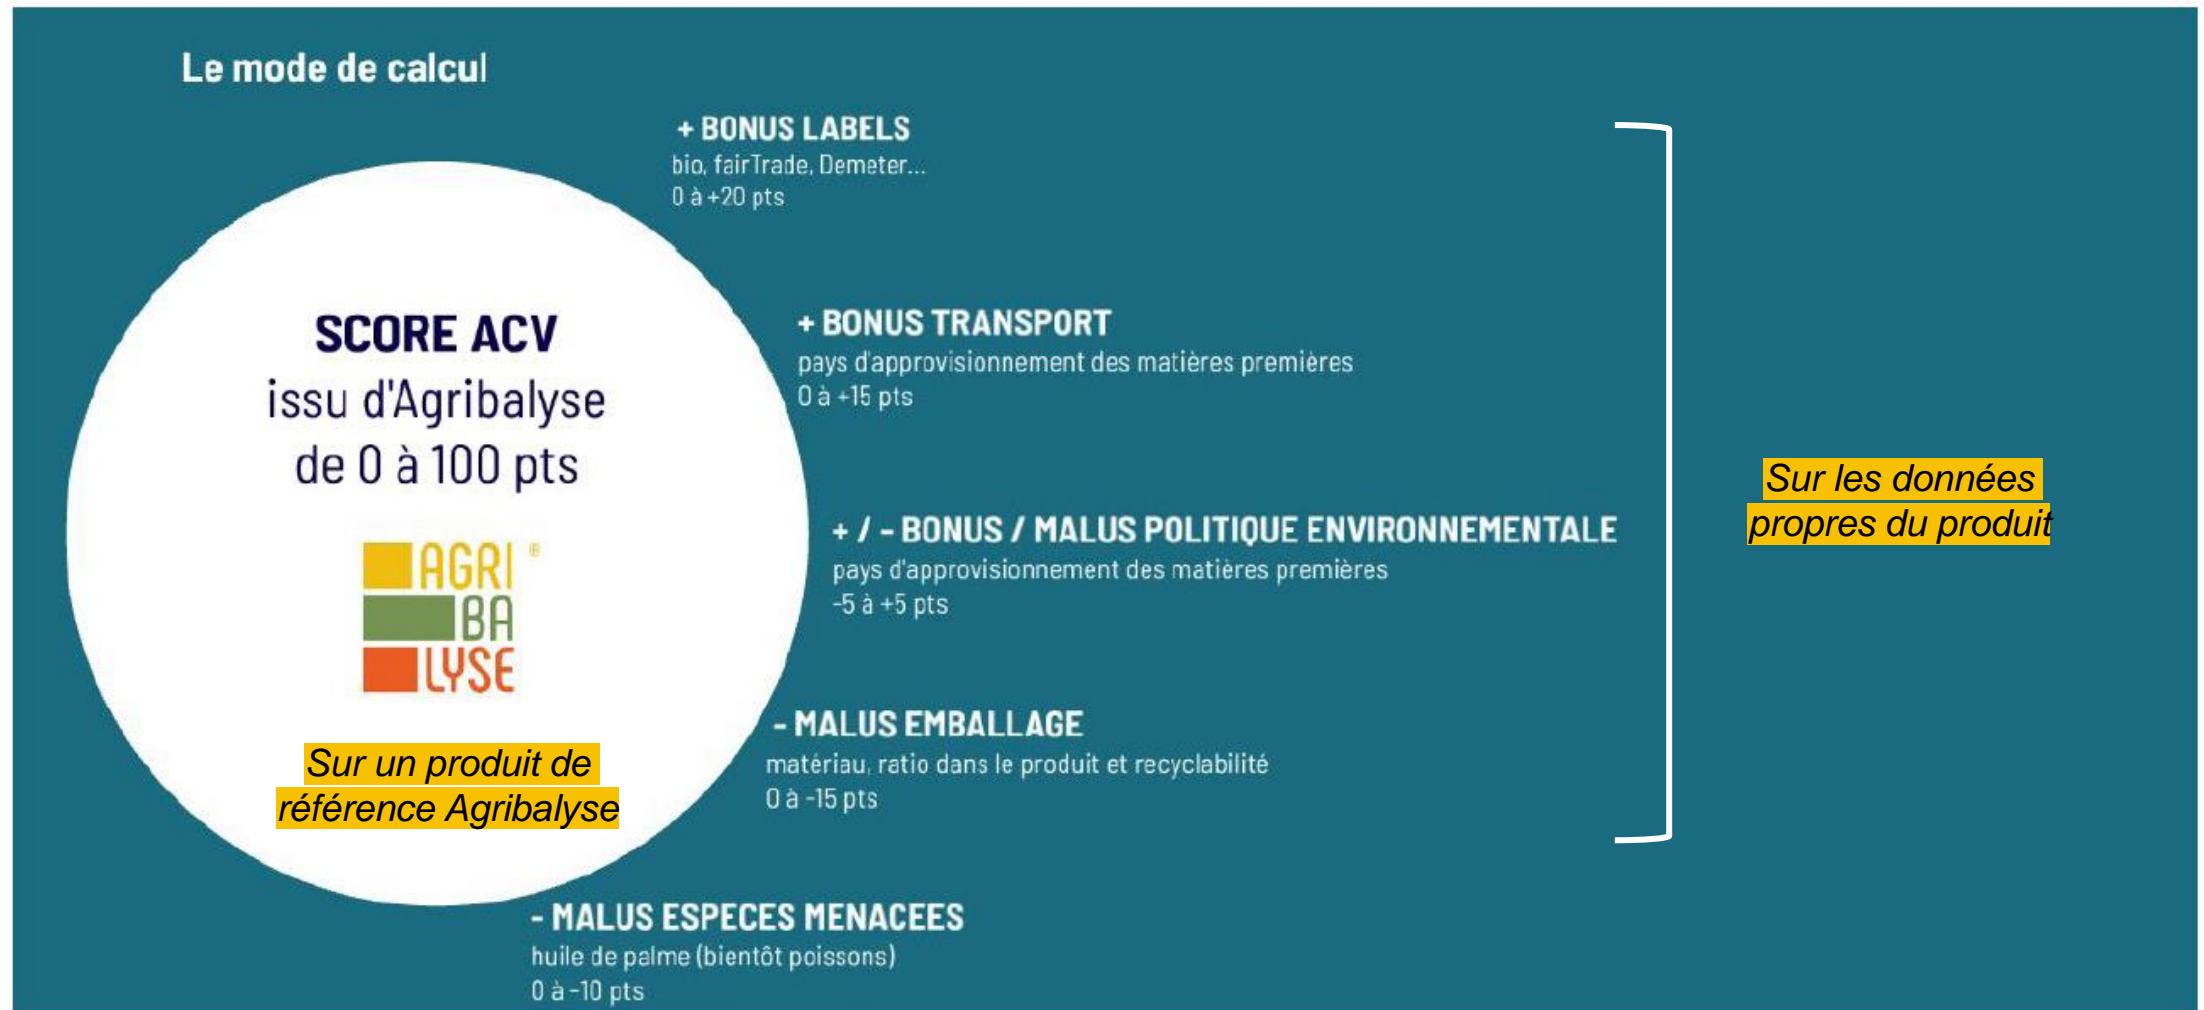 Le mode de calcul
+ BONUS LABELS
bio, fairTrade, Demeter...
0 à +20 pts
SCORE ACV
issu d'Agribalyse
de 0 à 100 pts
AGRI ®
BA
LYSE
Sur un produit de
référence Agribalyse
+ BONUS TRANSPORT
pays d'approvisionnement des matières premières
0 à +15 pts
+ / - BONUS / MALUS POLITIQUE ENVIRONNEMENTALE
pays d'approvisionnement des matières premières
-5 à +5 pts
- MALUS EMBALLAGE
matériau, ratio dans le produit et recyclabilité
0 à -15 pts
- MALUS ESPECES MENACEES
huile de palme (bientôt poissons)
0 à -10 pts
Sur les données
propres du produit